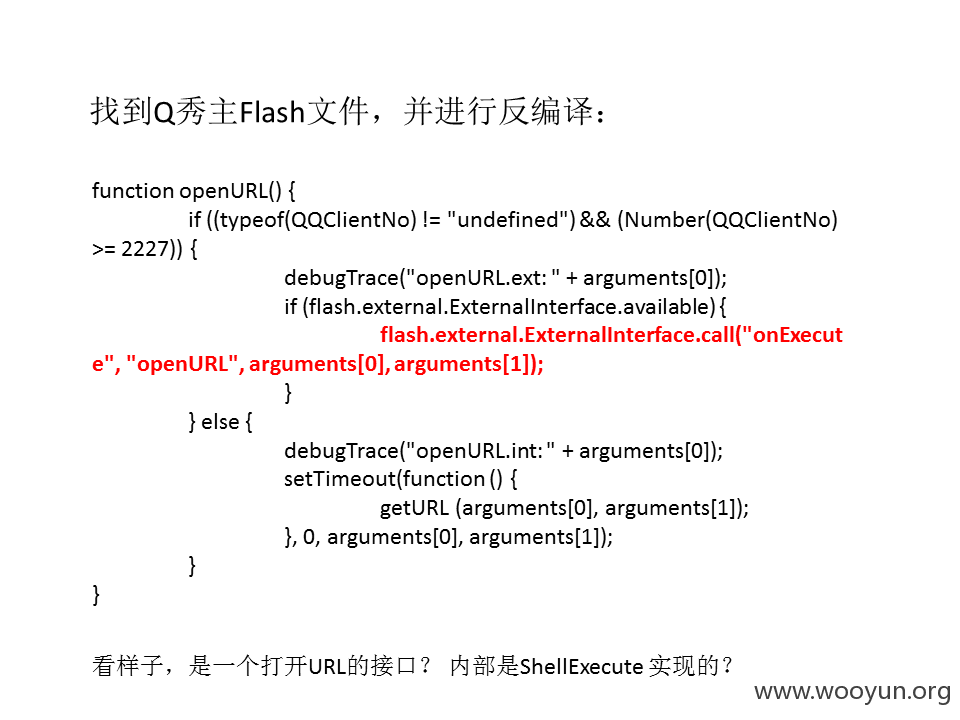 找到Q秀主Flash文件，并进行反编译：
function openURL() {
if ((typeof(QQClientNo) != "undefined") && (Number(QQClientNo)
>= 2227)) {
debugTrace("openURL.ext: " + arguments[0]);
if (flash.external.ExternalInterface.available) {
flash.external.ExternalInterface.call("onExecut
e", "openURL", arguments[0], arguments[1]);
}
} else {
debugTrace("openURL.int: " + arguments[0]);
setTimeout(function () {
getURL (arguments[0], arguments[1]);
}, 0, arguments[0], arguments[1]);
}
}
看样子，是一个打开URL的接口？ 内部是ShellExecute 实现的？
www.wooyun.org